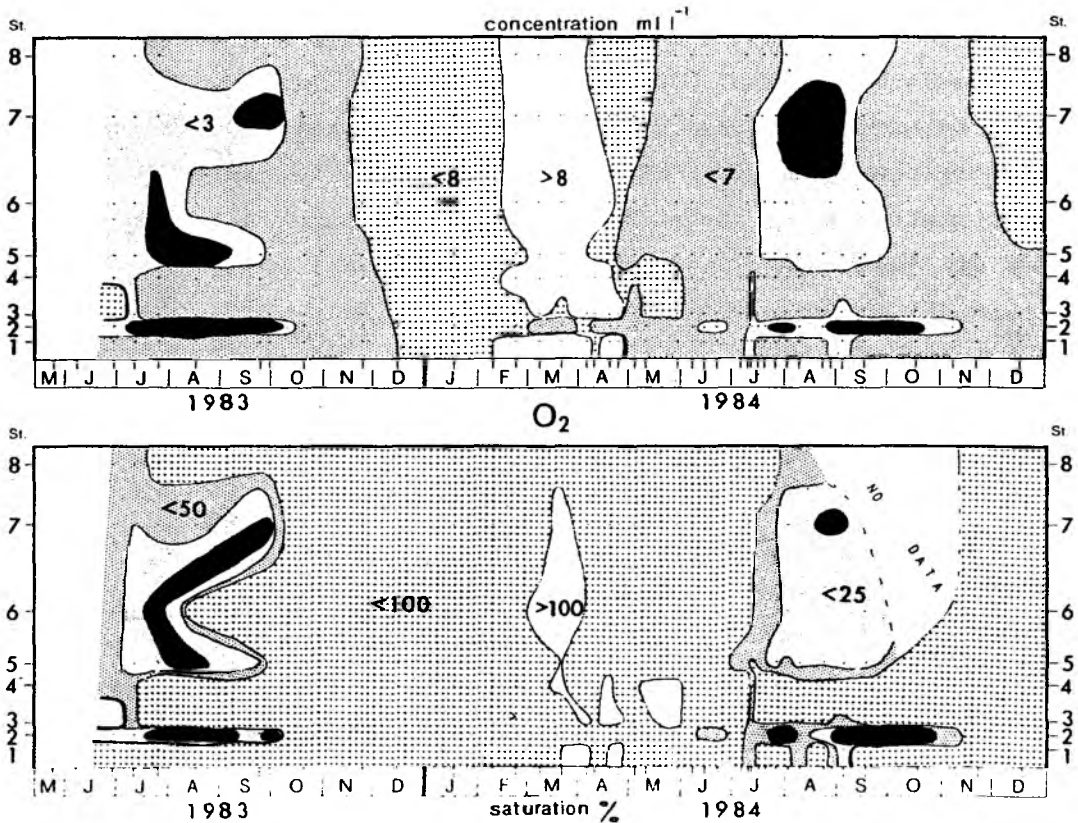 St. concentration ml l⁻¹ St.
8 8
7 <3 7
<8 >8 <7
6 6
5 5
4 4
3 3
2 2
1 1
M J J A S O N D J F M A M J J A S O N D
1983 1984
O₂
St. St.
8 8
<50
7 NO 7
DATA
<100 >100 <25
6 6
5 5
4 4
3 3
2 2
1 1
M J J A S O N D J F M A M J J A S O N D
1983 saturation % 1984